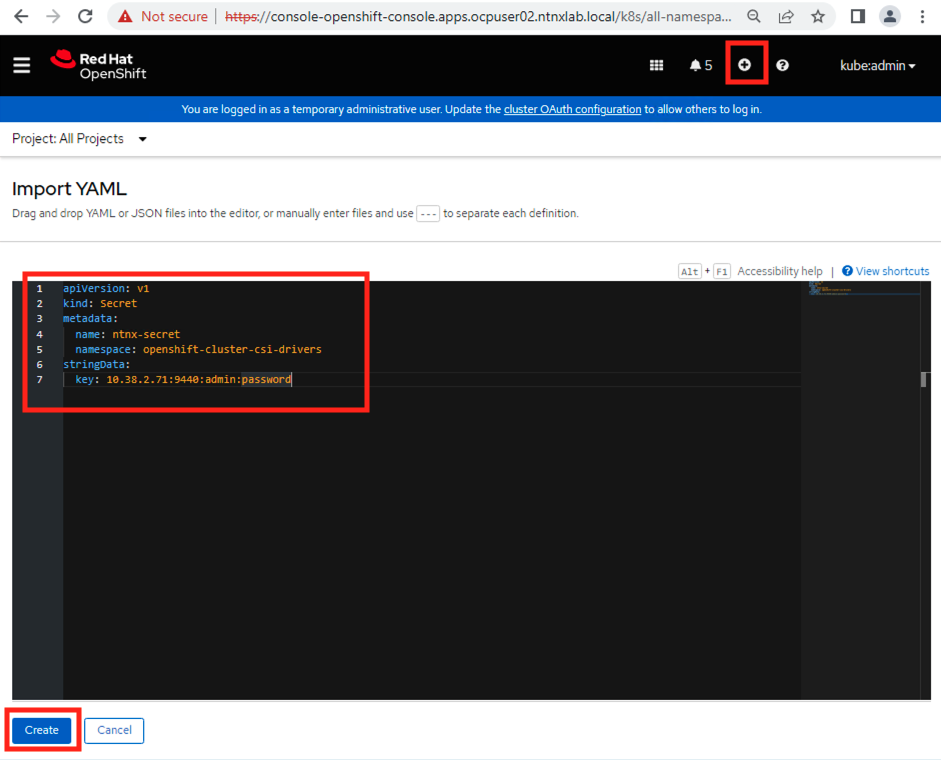 Not secure | https://console-openshift-console.apps.ocpuser02.ntnxlab.local/k8s/all-namespa...
Red Hat
OpenShift
5
kube:admin
You are logged in as a temporary administrative user. Update the cluster OAuth configuration to allow others to log in.
Project: All Projects
Import YAML
Drag and drop YAML or JSON files into the editor, or manually enter files and use --- to separate each definition.
Alt + F1 Accessibility help | View shortcuts
1 apiVersion: v1
2 kind: Secret
3 metadata:
4 name: ntnx-secret
5 namespace: openshift-cluster-csi-drivers
6 stringData:
7 key: 10.38.2.71:9440:admin:password
Create Cancel